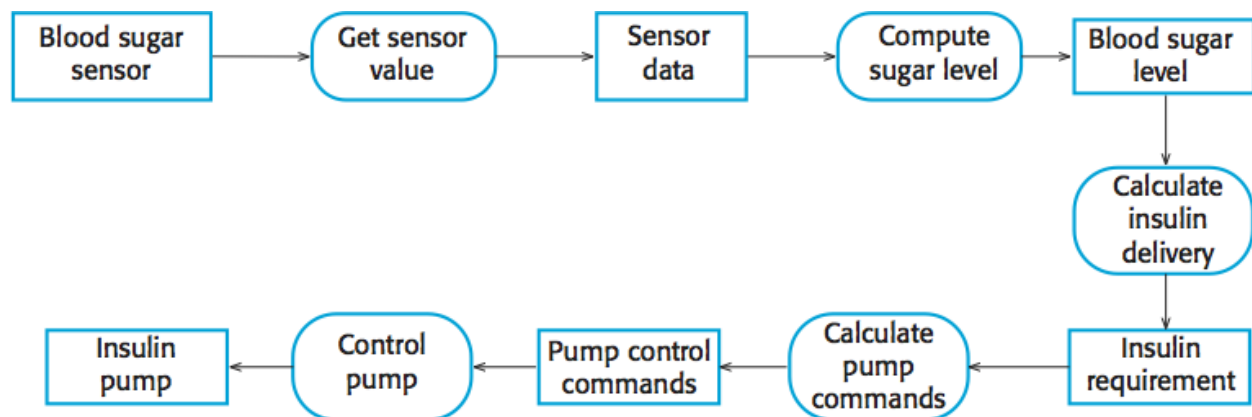 Blood sugar
sensor
Get sensor
value
Sensor
data
Compute
sugar level
Blood sugar
level
Calculate
insulin
delivery
Insulin
requirement
Calculate
pump
commands
Pump control
commands
Control
pump
Insulin
pump